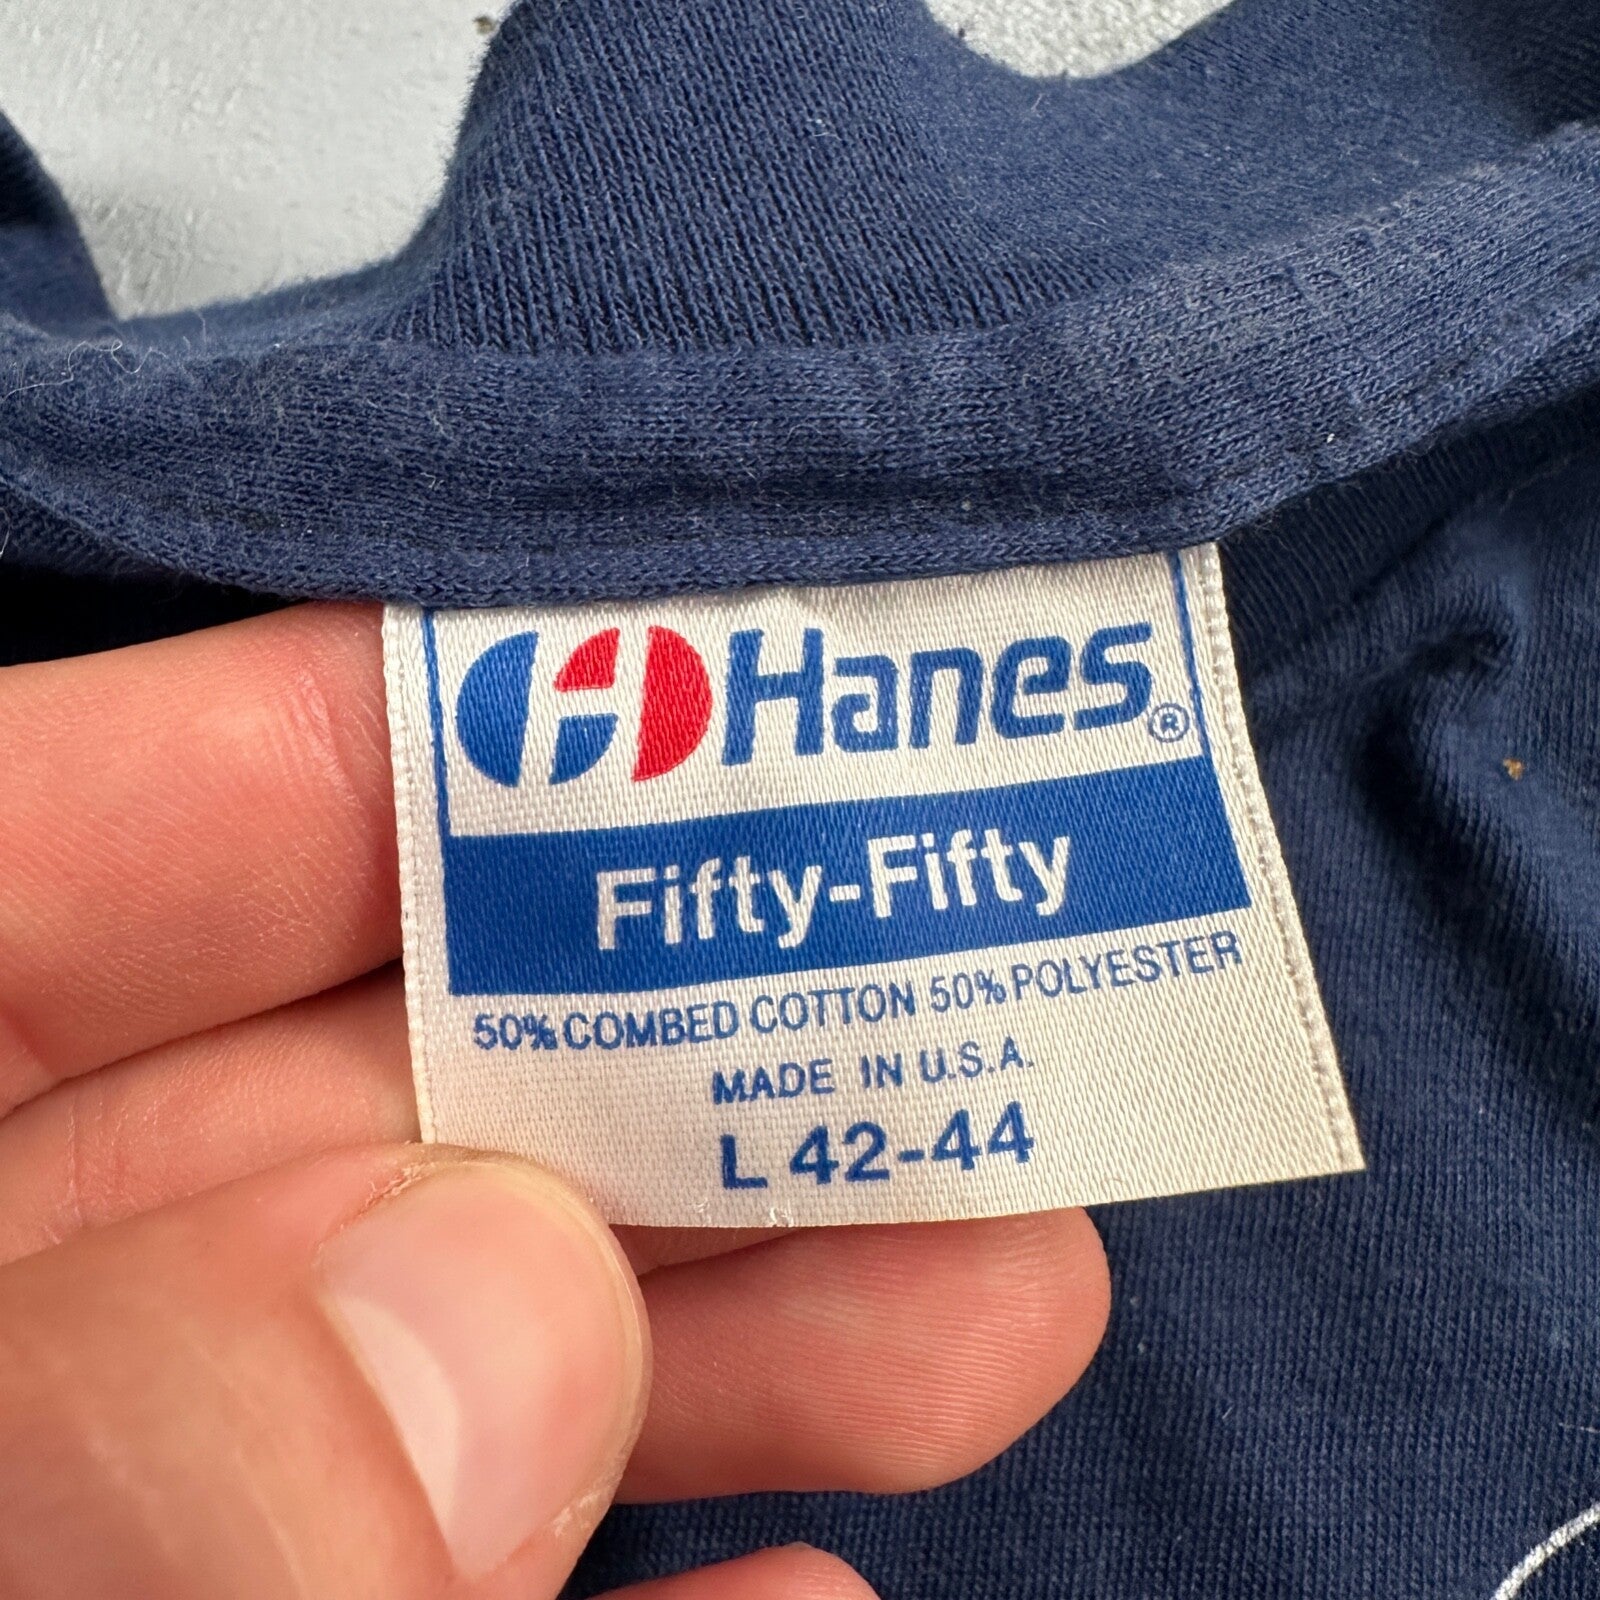 Hanes®
Fifty-Fifty
50% COMBED COTTON 50% POLYESTER
MADE IN U.S.A.
L 42-44